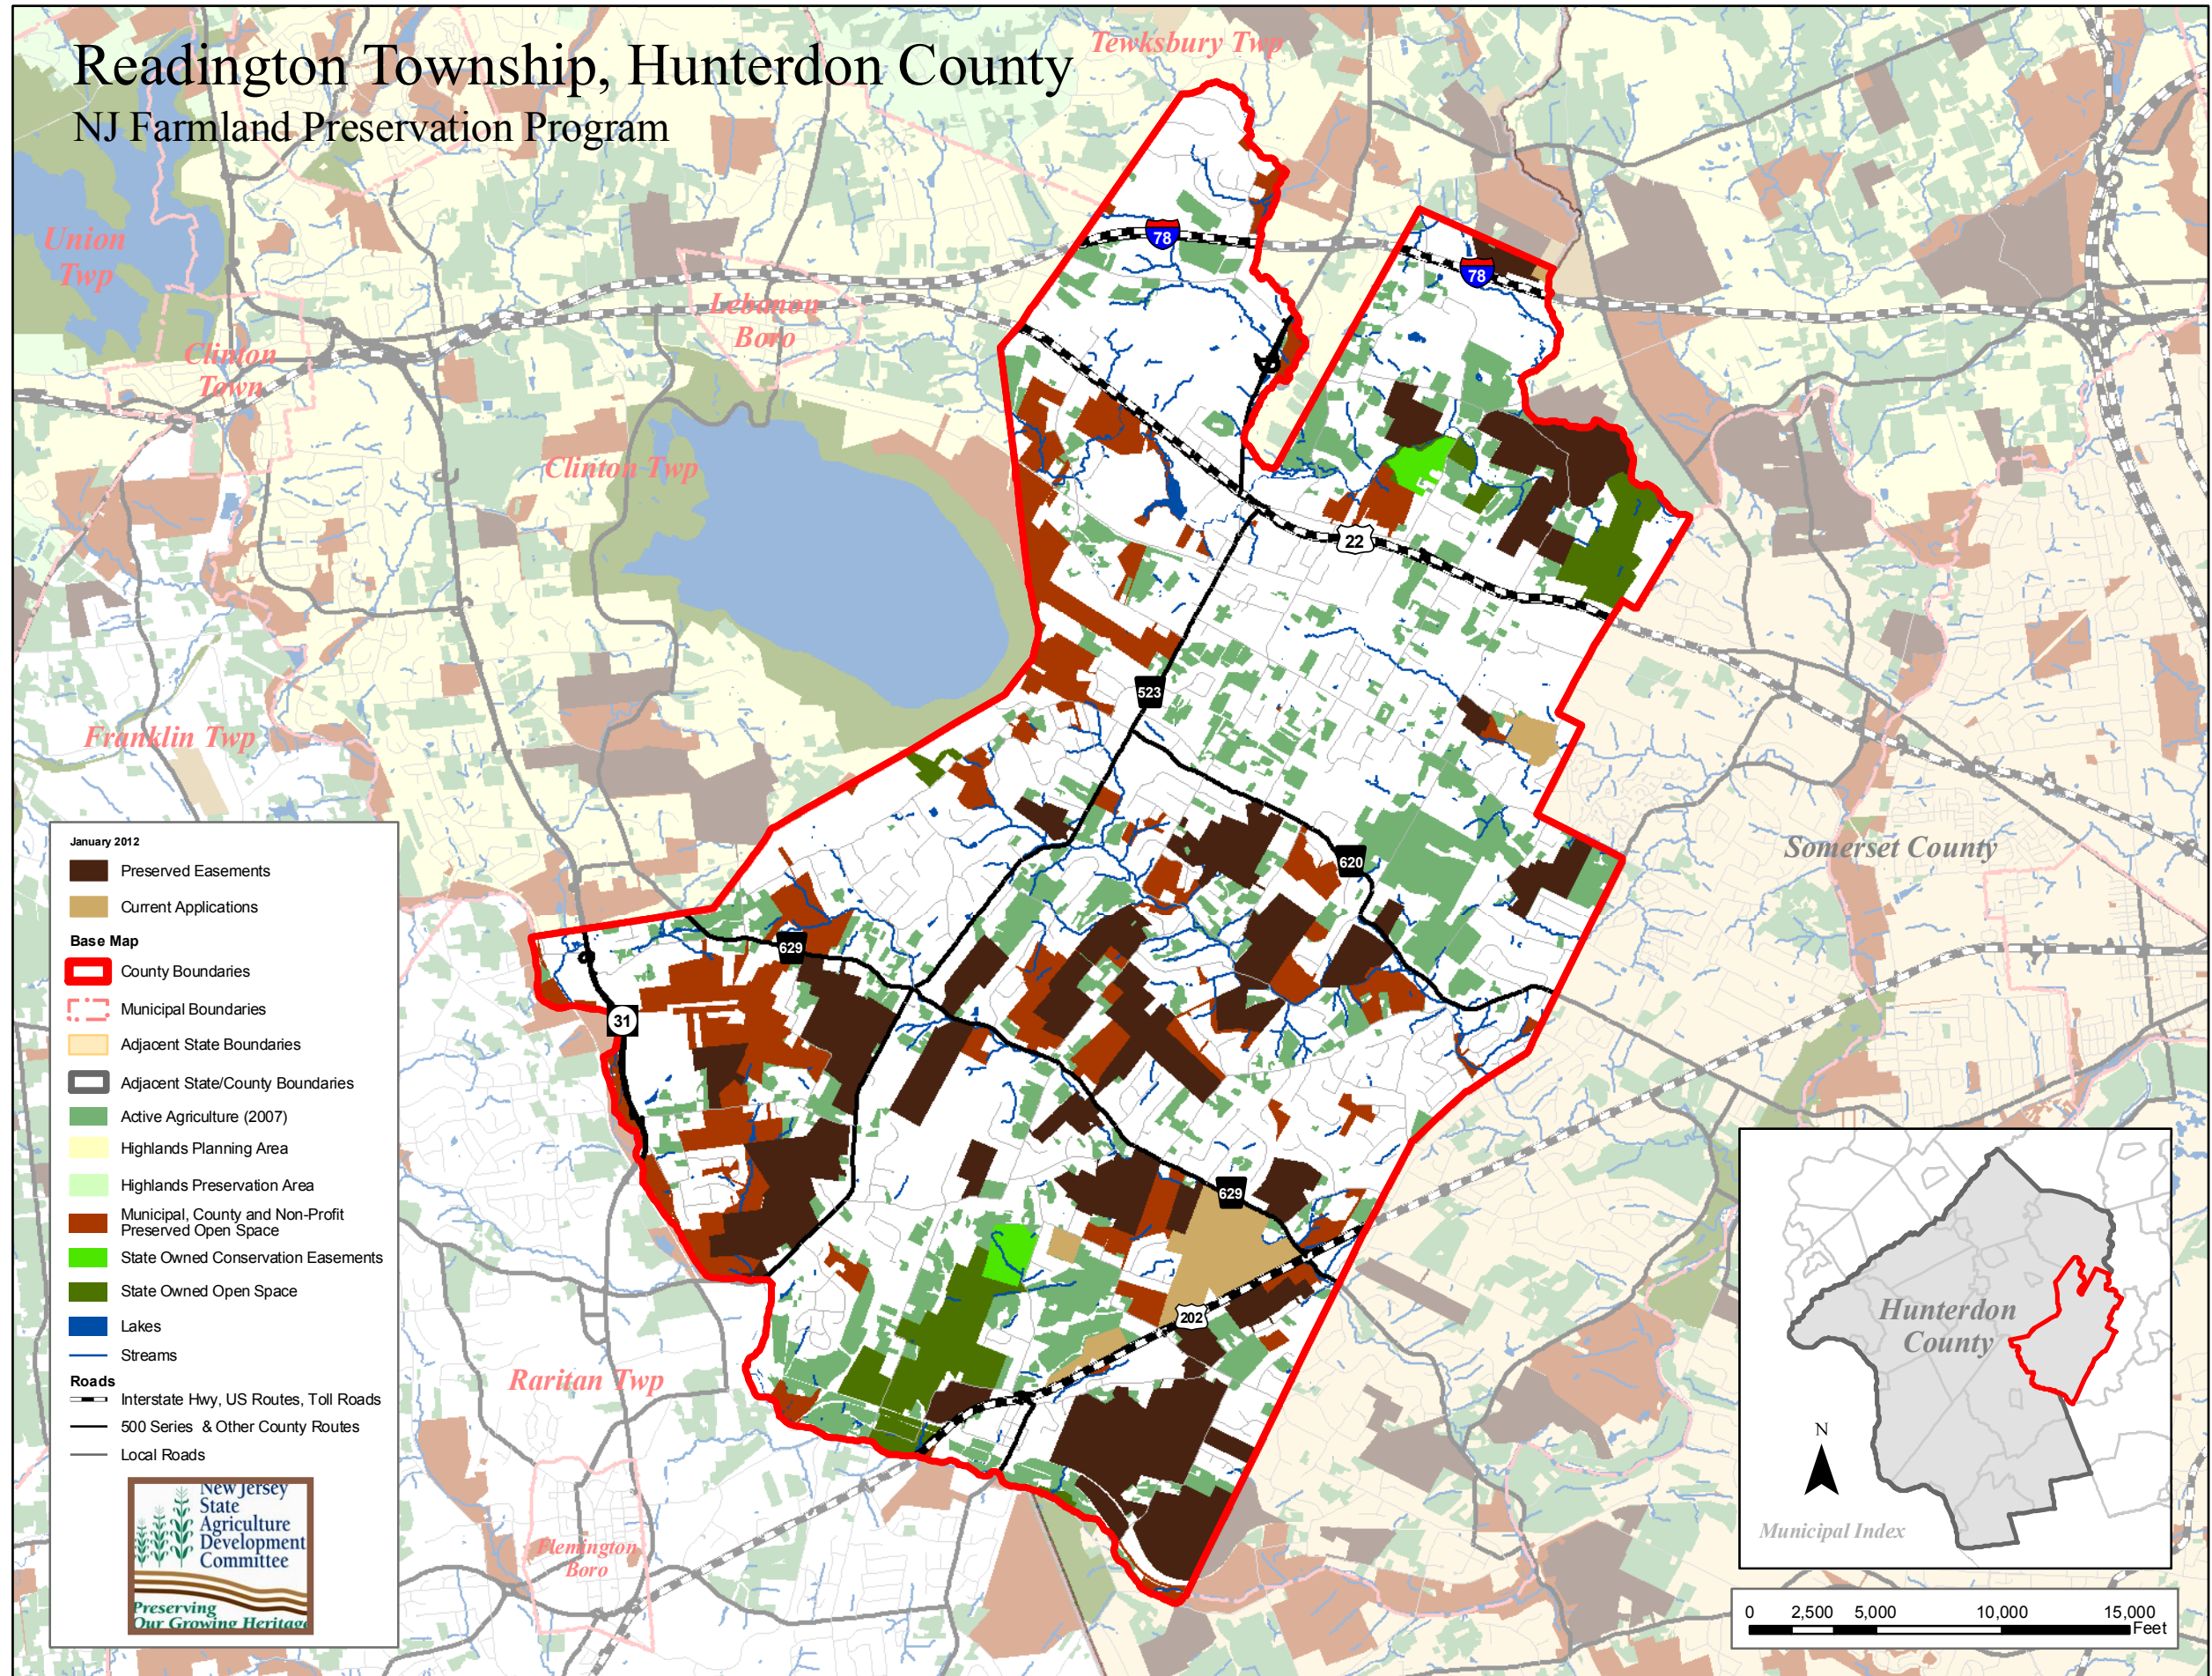 Readington Township, Hunterdon County
NJ Farmland Preservation Program
Tewksbury Twp
Union
Twp
78
78
Lebanon
Boro
Clinton
Town
Clinton Twp
22
523
Franklin Twp
Somerset County
620
629
31
629
202
Raritan Twp
Flemington
Boro
January 2012
Preserved Easements
Current Applications
Base Map
County Boundaries
Municipal Boundaries
Adjacent State Boundaries
Adjacent State/County Boundaries
Active Agriculture (2007)
Highlands Planning Area
Highlands Preservation Area
Municipal, County and Non-Profit
Preserved Open Space
State Owned Conservation Easements
State Owned Open Space
Lakes
Streams
Roads
Interstate Hwy, US Routes, Toll Roads
500 Series & Other County Routes
Local Roads
New Jersey
State
Agriculture
Development
Committee
Preserving
Our Growing Heritage
Hunterdon
County
N
Municipal Index
0 2,500 5,000 10,000 15,000
Feet